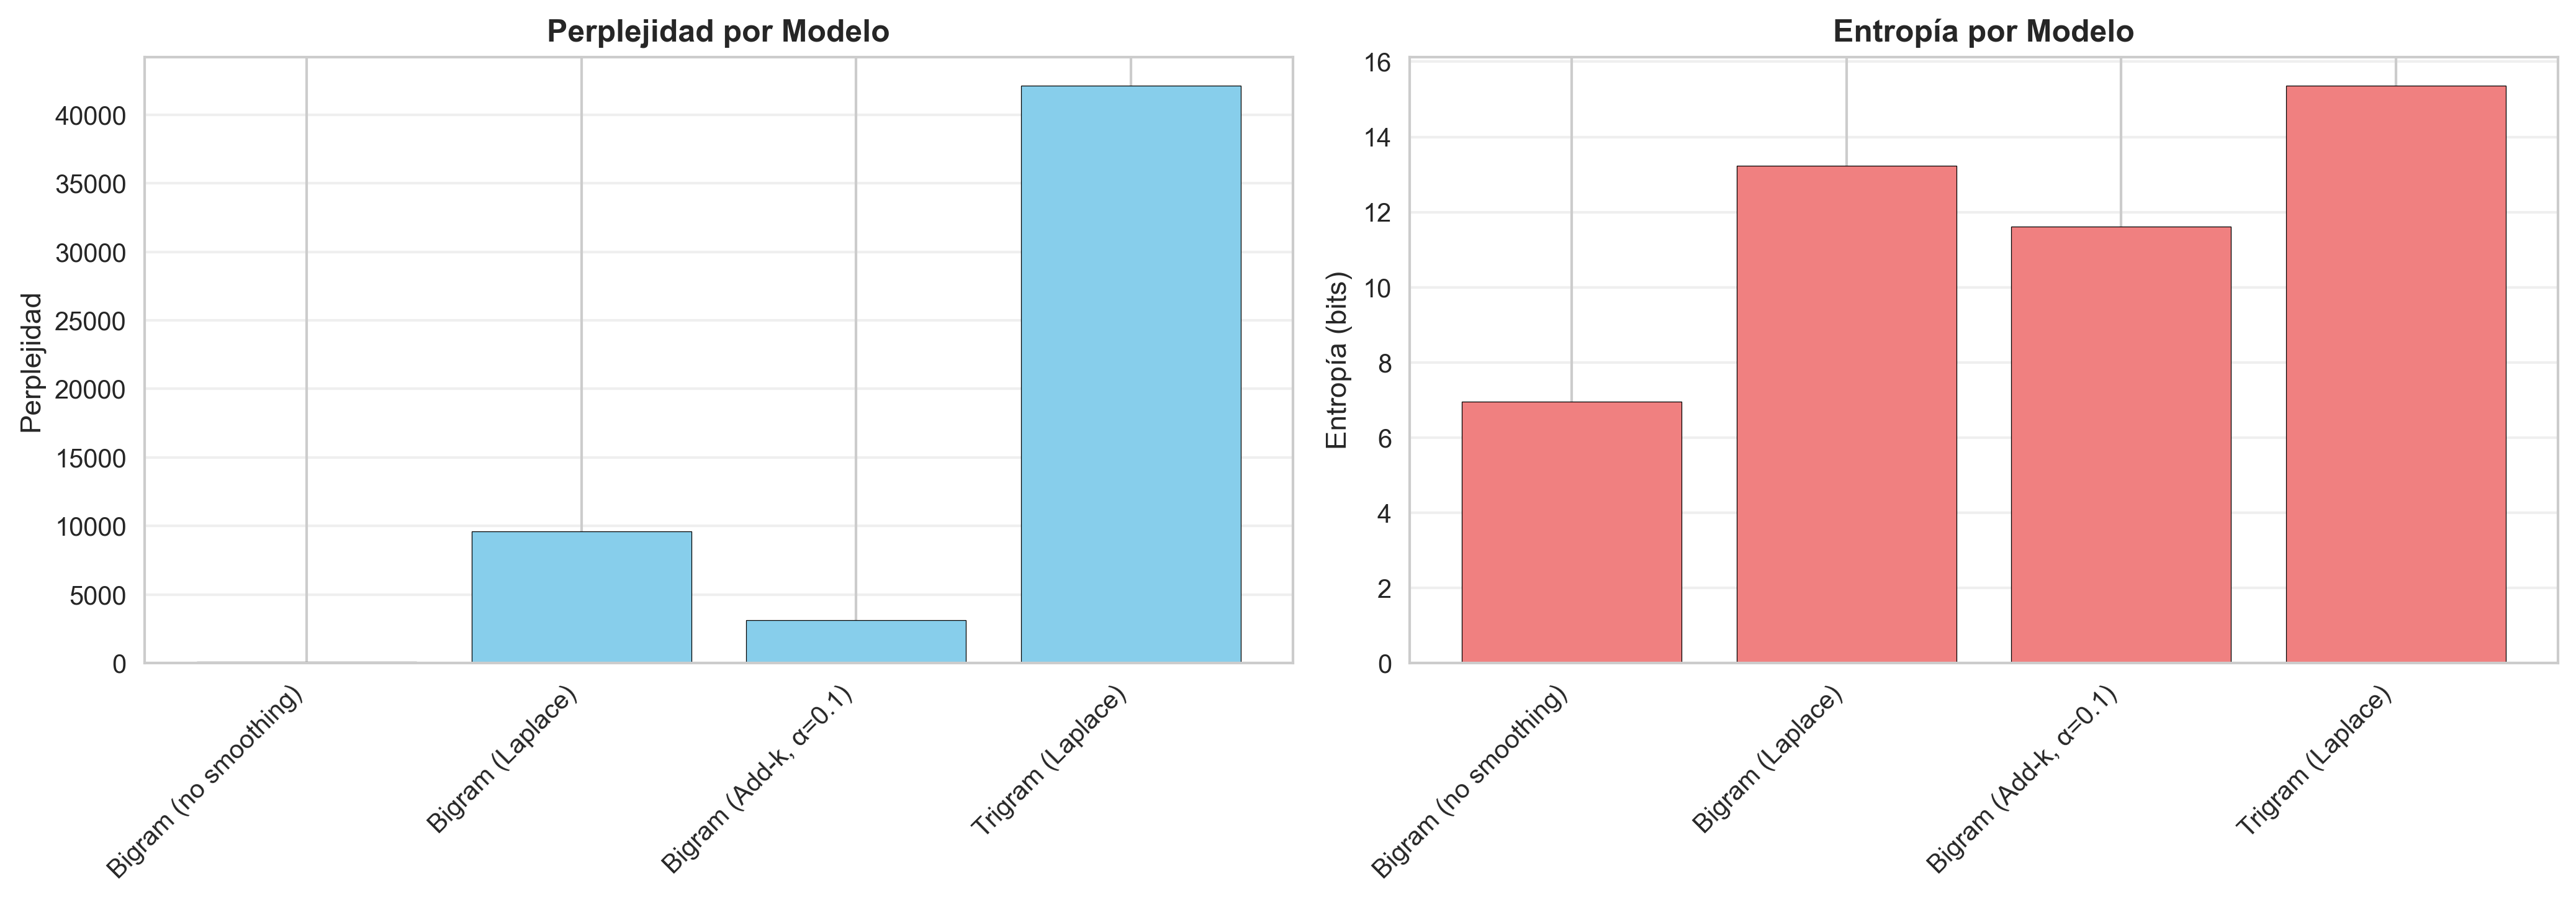 Perplejidad por Modelo
Perplejidad
40000
35000
30000
25000
20000
15000
10000
5000
0
Bigram (no smoothing)
Bigram (Laplace)
Bigram (Add-k, α=0.1)
Trigram (Laplace)
Entropía por Modelo
Entropía (bits)
16
14
12
10
8
6
4
2
0
Bigram (no smoothing)
Bigram (Laplace)
Bigram (Add-k, α=0.1)
Trigram (Laplace)